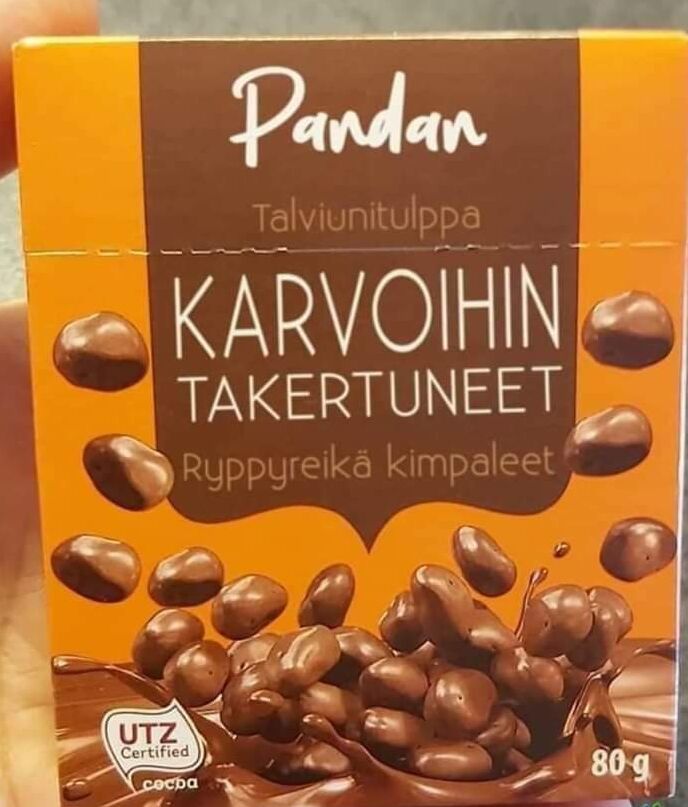 Pandan
Talviunitulppa
KARVOIHIN
TAKERTUNEET
Ryppyreikä kimpaleet
UTZ
Certified
cocoa
80 g